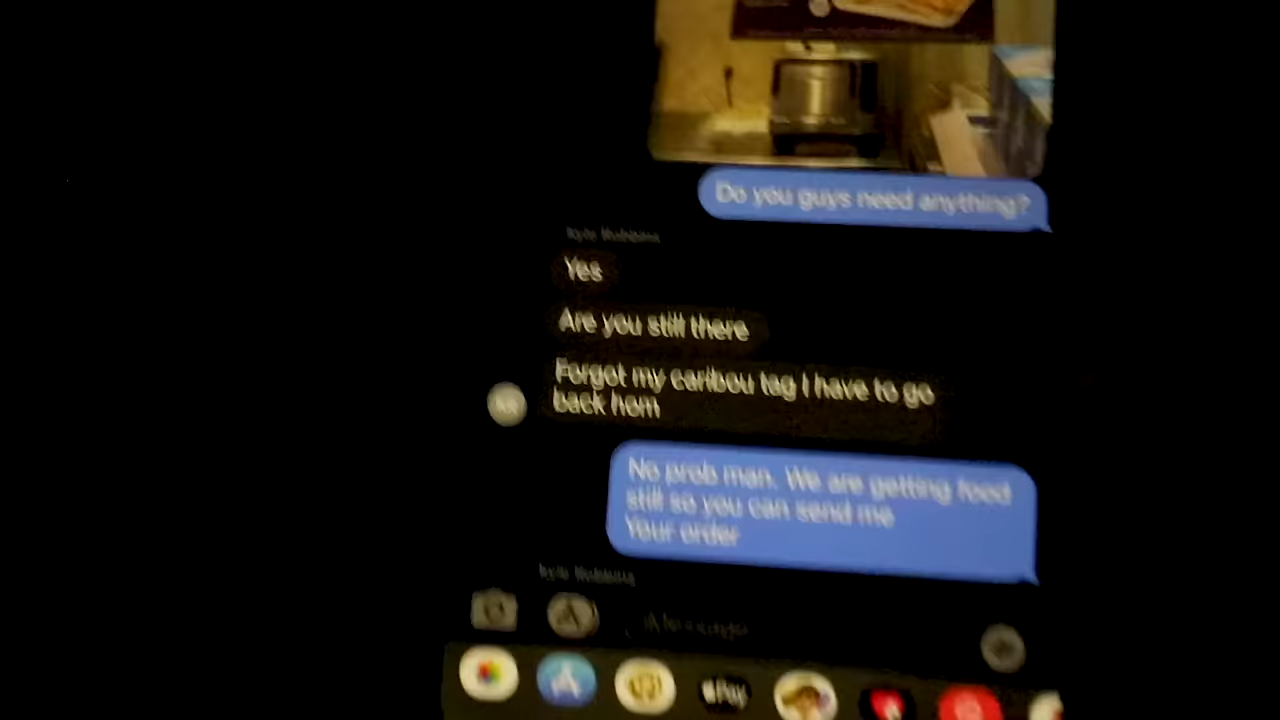 Do you guys need anything?
Yes
Are you still there
Forgot my caribou tag I have to go
back hom
No prob man. We are getting food
still so you can send me
Your order
Pay